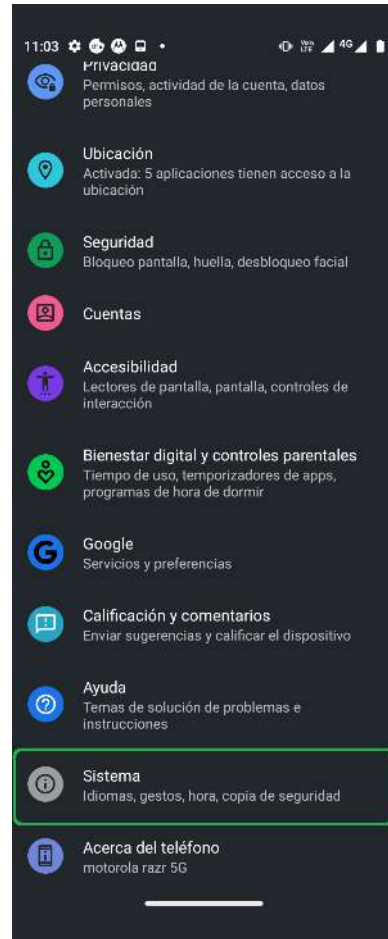 11:03
Vo
LTE
4G
Privacidad
Permisos, actividad de la cuenta, datos
personales
Ubicación
Activada: 5 aplicaciones tienen acceso a la
ubicación
Seguridad
Bloqueo pantalla, huella, desbloqueo facial
Cuentas
Accesibilidad
Lectores de pantalla, pantalla, controles de
interacción
Bienestar digital y controles parentales
Tiempo de uso, temporizadores de apps,
programas de hora de dormir
Google
Servicios y preferencias
Calificación y comentarios
Enviar sugerencias y calificar el dispositivo
Ayuda
Temas de solución de problemas e
instrucciones
Sistema
Idiomas, gestos, hora, copia de seguridad
Acerca del teléfono
motorola razr 5G